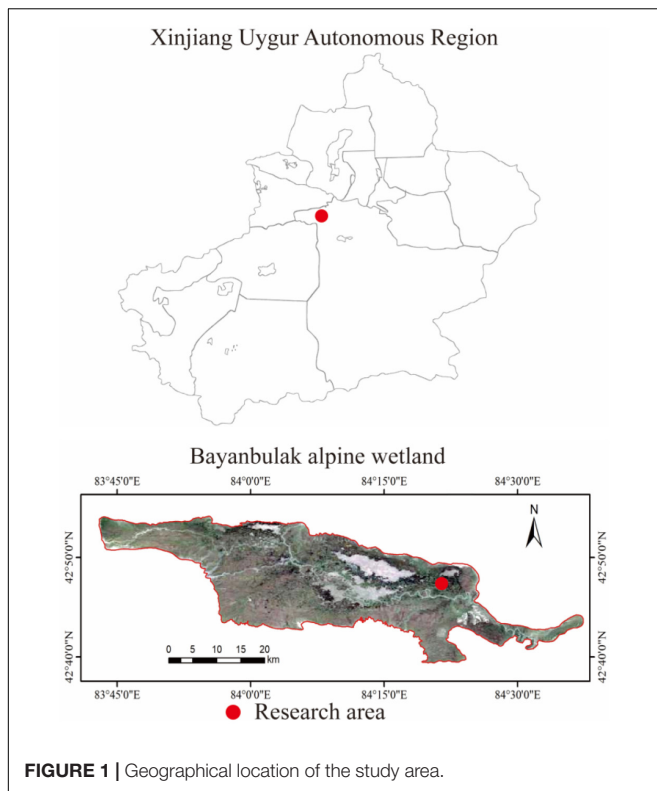 Xinjiang Uygur Autonomous Region
Bayanbulak alpine wetland
83°45'0"E 84°0'0"E 84°15'0"E 84°30'0"E
N
42°50'0"N 42°50'0"N
42°40'0"N 42°40'0"N
0 5 10 15 20
km
83°45'0"E 84°0'0"E 84°15'0"E 84°30'0"E
Research area
FIGURE 1 | Geographical location of the study area.